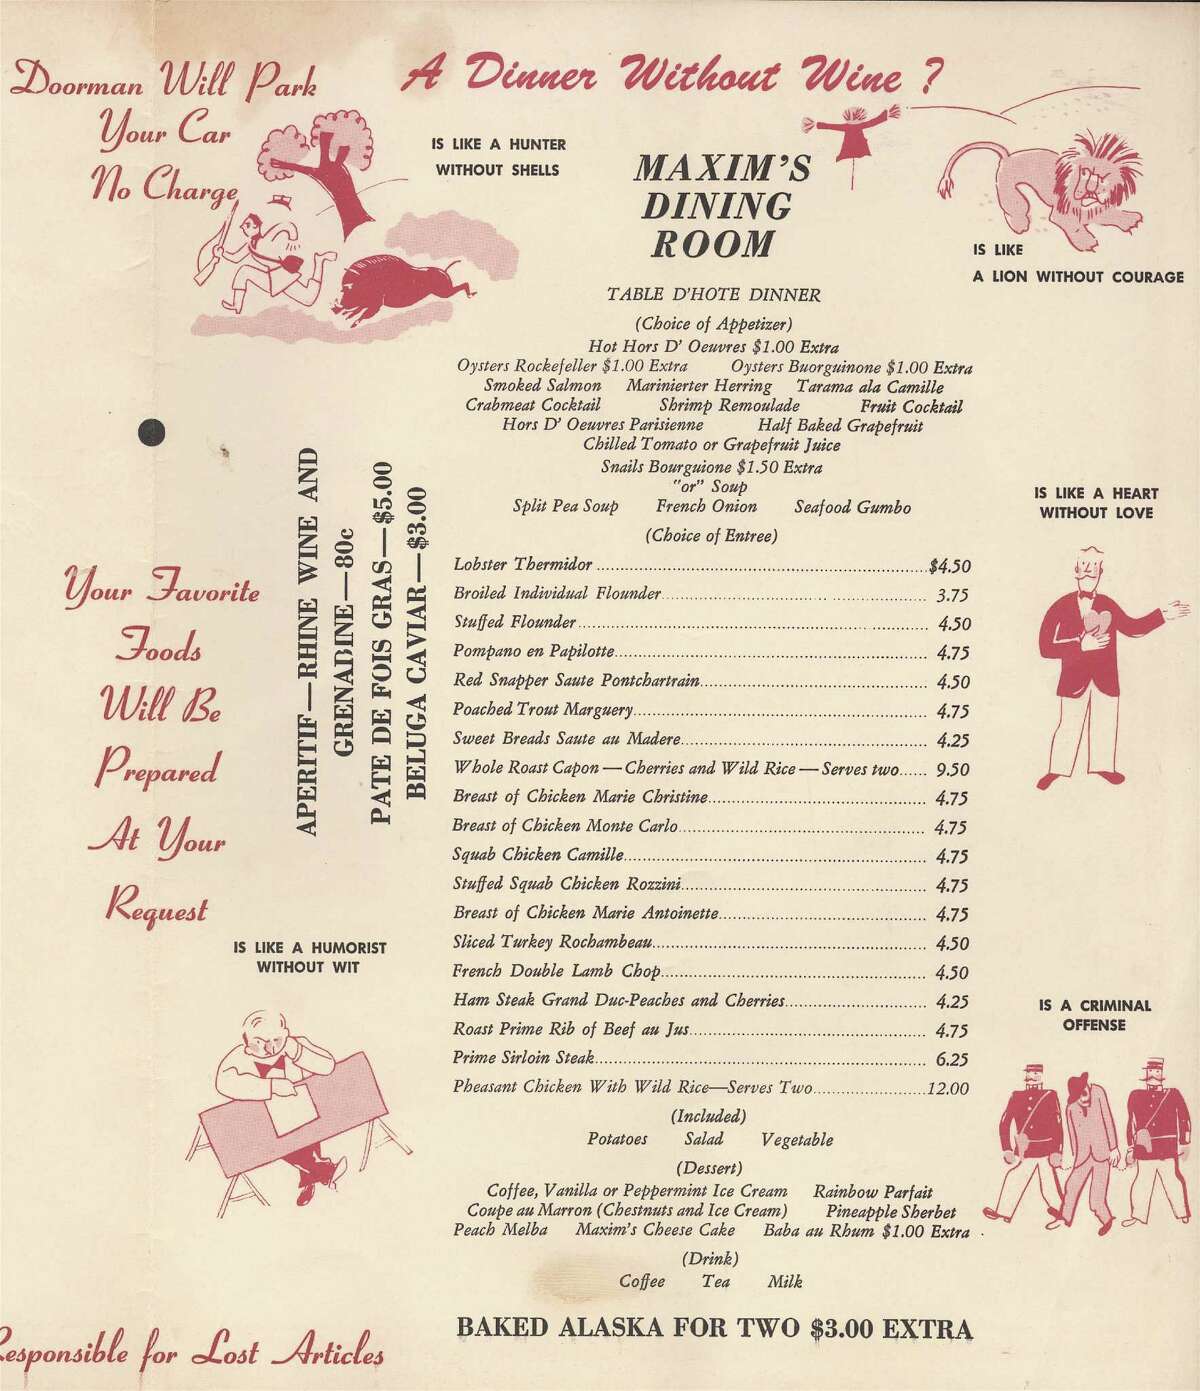 Doorman Will Park
Your Car
No Charge
A Dinner Without Wine ?
IS LIKE A HUNTER
WITHOUT SHELLS
MAXIM'S
DINING
ROOM
IS LIKE
A LION WITHOUT COURAGE
TABLE D'HOTE DINNER
(Choice of Appetizer)
Hot Hors D' Oeuvres $1.00 Extra
Oysters Rockefeller $1.00 Extra Oysters Buorguinone $1.00 Extra
Smoked Salmon Marinierter Herring Tarama ala Camille
Crabmeat Cocktail Shrimp Remoulade Fruit Cocktail
Hors D' Oeuvres Parisienne Half Baked Grapefruit
Chilled Tomato or Grapefruit Juice
Snails Bourguione $1.50 Extra
"or" Soup
Split Pea Soup French Onion Seafood Gumbo
(Choice of Entree)
Lobster Thermidor $4.50
Broiled Individual Flounder 3.75
Stuffed Flounder 4.50
Pompano en Papilotte 4.75
Red Snapper Saute Pontchartrain 4.50
Poached Trout Marguery 4.75
Sweet Breads Saute au Madere 4.25
Whole Roast Capon — Cherries and Wild Rice — Serves two 9.50
Breast of Chicken Marie Christine 4.75
Breast of Chicken Monte Carlo 4.75
Squab Chicken Camille 4.75
Stuffed Squab Chicken Rozzini 4.75
Breast of Chicken Marie Antoinette 4.75
Sliced Turkey Rochambeau 4.50
French Double Lamb Chop 4.50
Ham Steak Grand Duc-Peaches and Cherries 4.25
Roast Prime Rib of Beef au Jus 4.75
Prime Sirloin Steak 6.25
Pheasant Chicken With Wild Rice—Serves Two 12.00
(Included)
Potatoes Salad Vegetable
(Dessert)
Coffee, Vanilla or Peppermint Ice Cream Rainbow Parfait
Coupe au Marron (Chestnuts and Ice Cream) Pineapple Sherbet
Peach Melba Maxim's Cheese Cake Baba au Rhum $1.00 Extra
(Drink)
Coffee Tea Milk
BAKED ALASKA FOR TWO $3.00 EXTRA
APERITIF—RHINE WINE AND
GRENADINE—80c
PATE DE FOIS GRAS—$5.00
BELUGA CAVIAR—$3.00
Your Favorite
Foods
Will Be
Prepared
At Your
Request
IS LIKE A HUMORIST
WITHOUT WIT
IS LIKE A HEART
WITHOUT LOVE
IS A CRIMINAL
OFFENSE
Responsible for Lost Articles